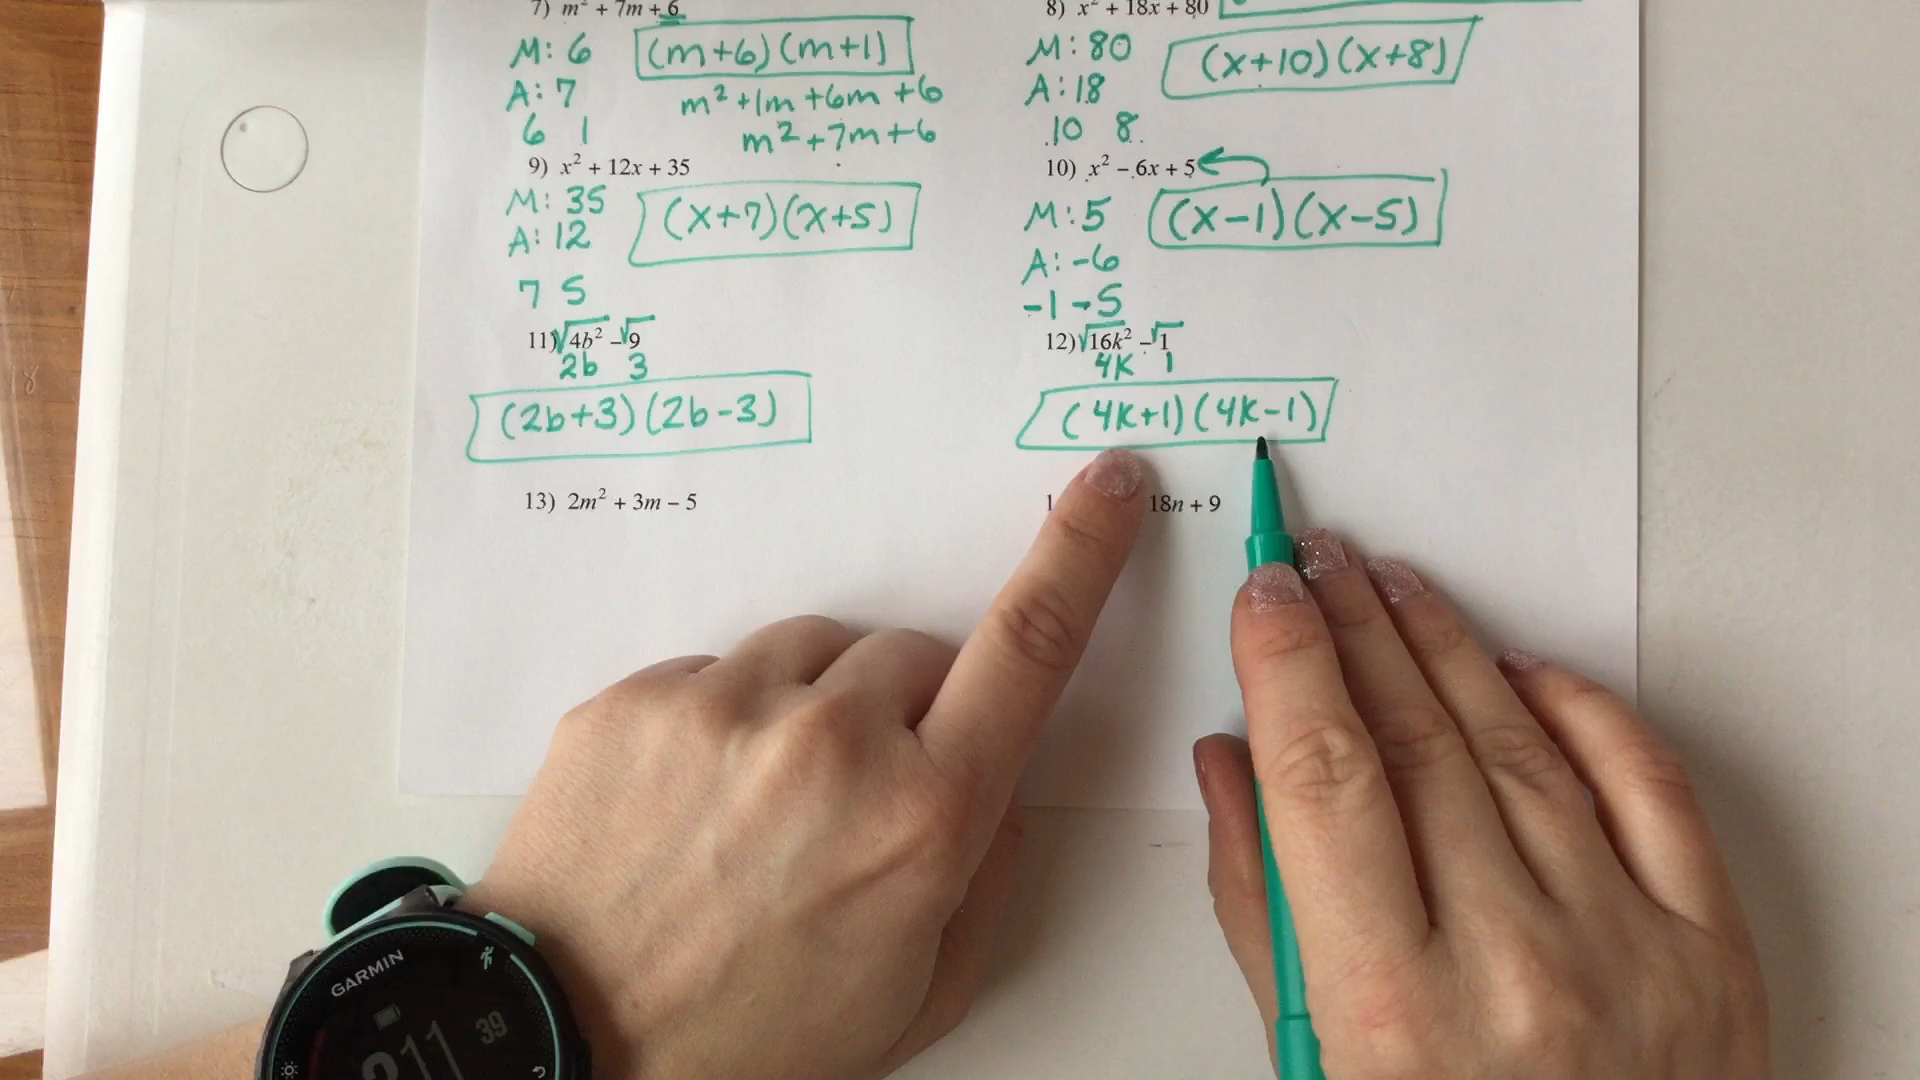 7) m² + 7m + 6
M: 6
(m+6)(m+1)
A: 7
m²+1m+6m+6
6 1
m²+7m+6
8) x² + 18x + 80
M: 80
(x+10)(x+8)
A: 18
10 8
9) x² + 12x + 35
M: 35
(x+7)(x+5)
A: 12
7 5
10) x² − 6x + 5
M: 5
(x-1)(x-5)
A: -6
-1 -5
11) √4b² − √9
2b 3
(2b+3)(2b-3)
12) √16k² − √1
4k 1
(4k+1)(4k-1)
13) 2m² + 3m − 5
1
18n + 9
GARMIN
39
11